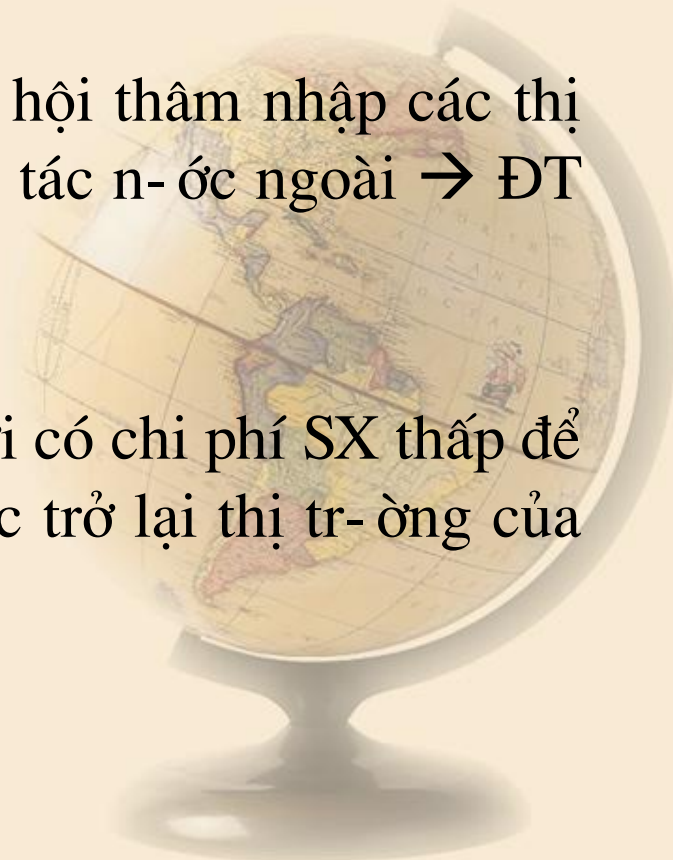 hội thâm nhập các thị
tác n- ớc ngoài → ĐT
i có chi phí SX thấp để
c trở lại thị tr- ờng của